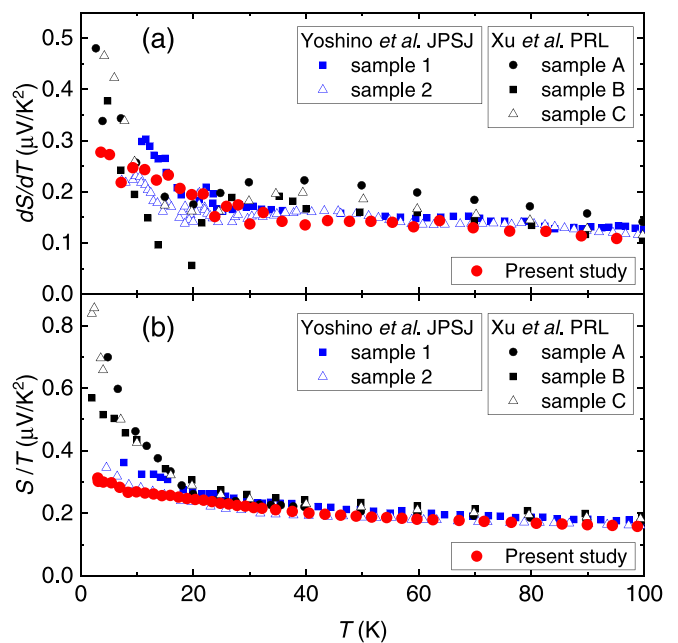 (a)
Yoshino et al. JPSJ
sample 1
sample 2
Xu et al. PRL
sample A
sample B
sample C
Present study
dS/dT (μV/K²)
0.5
0.4
0.3
0.2
0.1
0.0
(b)
Yoshino et al. JPSJ
sample 1
sample 2
Xu et al. PRL
sample A
sample B
sample C
Present study
S/T (μV/K²)
0.8
0.6
0.4
0.2
0.0
0 20 40 60 80 100
T (K)